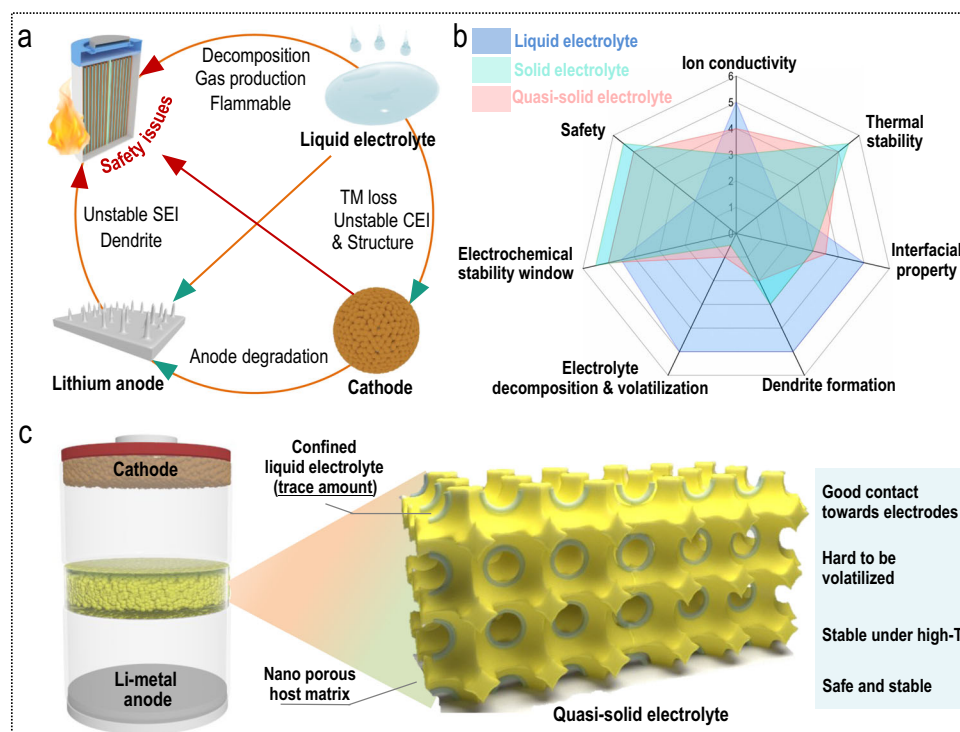 a
Decomposition
Gas production
Flammable
Liquid electrolyte
Safety issues
TM loss
Unstable CEI
& Structure
Unstable SEI
Dendrite
Lithium anode
Anode degradation
Cathode
b
Liquid electrolyte
Solid electrolyte
Quasi-solid electrolyte
Ion conductivity
6
5
4
3
2
1
0
Thermal
stability
Interfacial
property
Dendrite formation
Electrolyte
decomposition & volatilization
Electrochemical
stability window
Safety
c
Cathode
Li-metal
anode
Confined
liquid electrolyte
(trace amount)
Nano porous
host matrix
Quasi-solid electrolyte
Good contact
towards electrodes
Hard to be
volatilized
Stable under high-T
Safe and stable